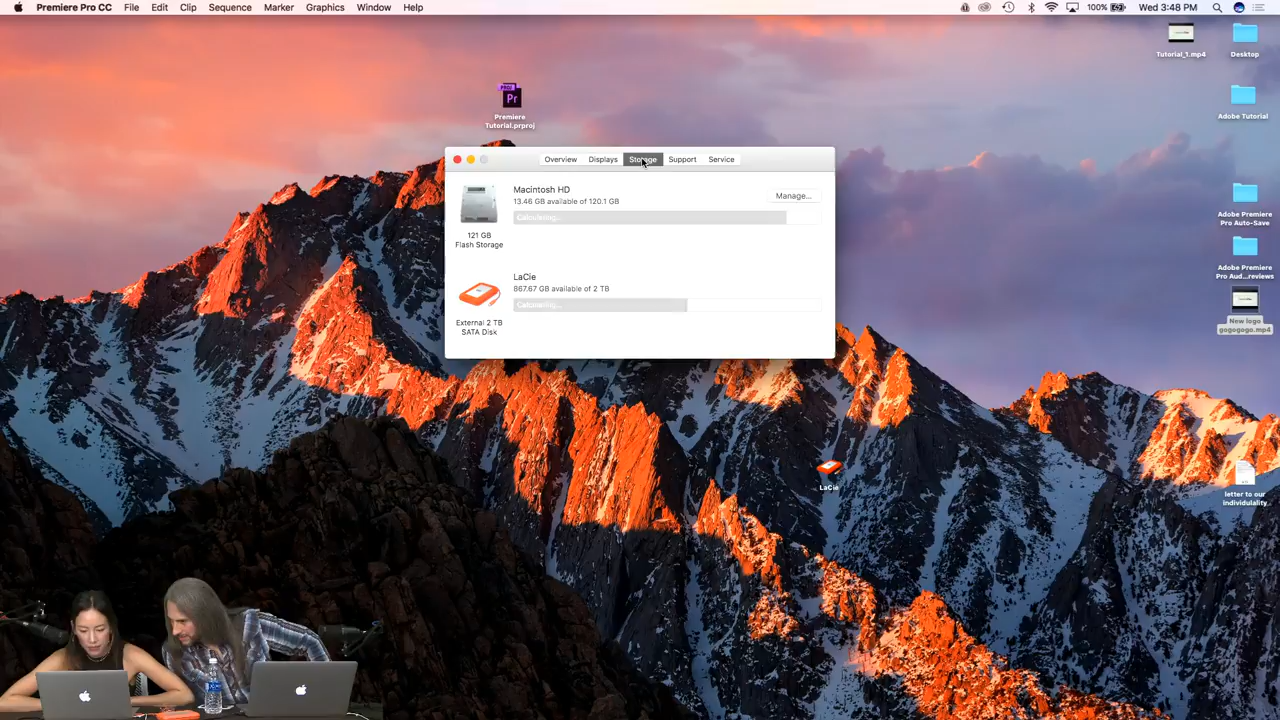 Premiere Pro CC File Edit Clip Sequence Marker Graphics Window Help
100% Wed 3:48 PM
Tutorial_1.mp4
Desktop
Pr
Premiere
Tutorial.prproj
Adobe Tutorial
Overview Displays Storage Support Service
Macintosh HD
13.46 GB available of 120.1 GB
Manage...
Calculating...
121 GB
Flash Storage
LaCie
867.67 GB available of 2 TB
Calculating...
External 2 TB
SATA Disk
Adobe Premiere
Pro Auto-Save
Adobe Premiere
Pro Aud...reviews
New logo
gogogogo.mp4
LaCie
letter to our
individulality